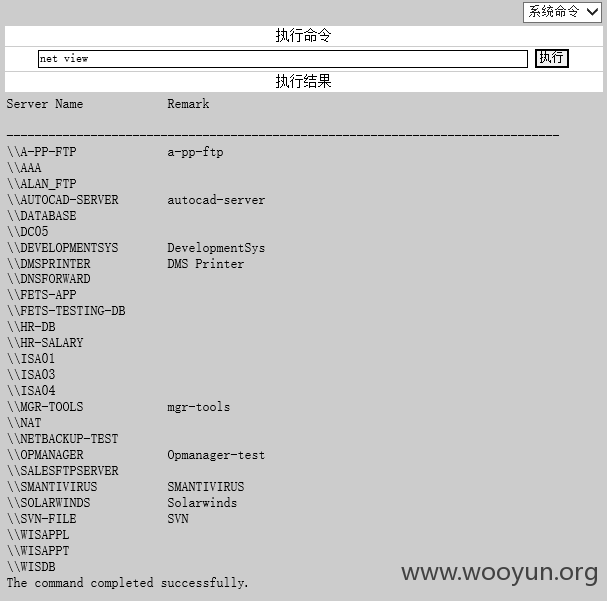 系统命令
执行命令
net view 执行
执行结果
Server Name Remark
-------------------------------------------------------------------------------
\\A-PP-FTP a-pp-ftp
\\AAA
\\ALAN_FTP
\\AUTOCAD-SERVER autocad-server
\\DATABASE
\\DC05
\\DEVELOPMENTSYS DevelopmentSys
\\DMSPRINTER DMS Printer
\\DNSFORWARD
\\FETS-APP
\\FETS-TESTING-DB
\\HR-DB
\\HR-SALARY
\\ISA01
\\ISA03
\\ISA04
\\MGR-TOOLS mgr-tools
\\NAT
\\NETBACKUP-TEST
\\OPMANAGER Opmanager-test
\\SALESFTPSERVER
\\SMANTIVIRUS SMANTIVIRUS
\\SOLARWINDS Solarwinds
\\SVN-FILE SVN
\\WISAPPL
\\WISAPPT
\\WISDB
The command completed successfully.
www.wooyun.org